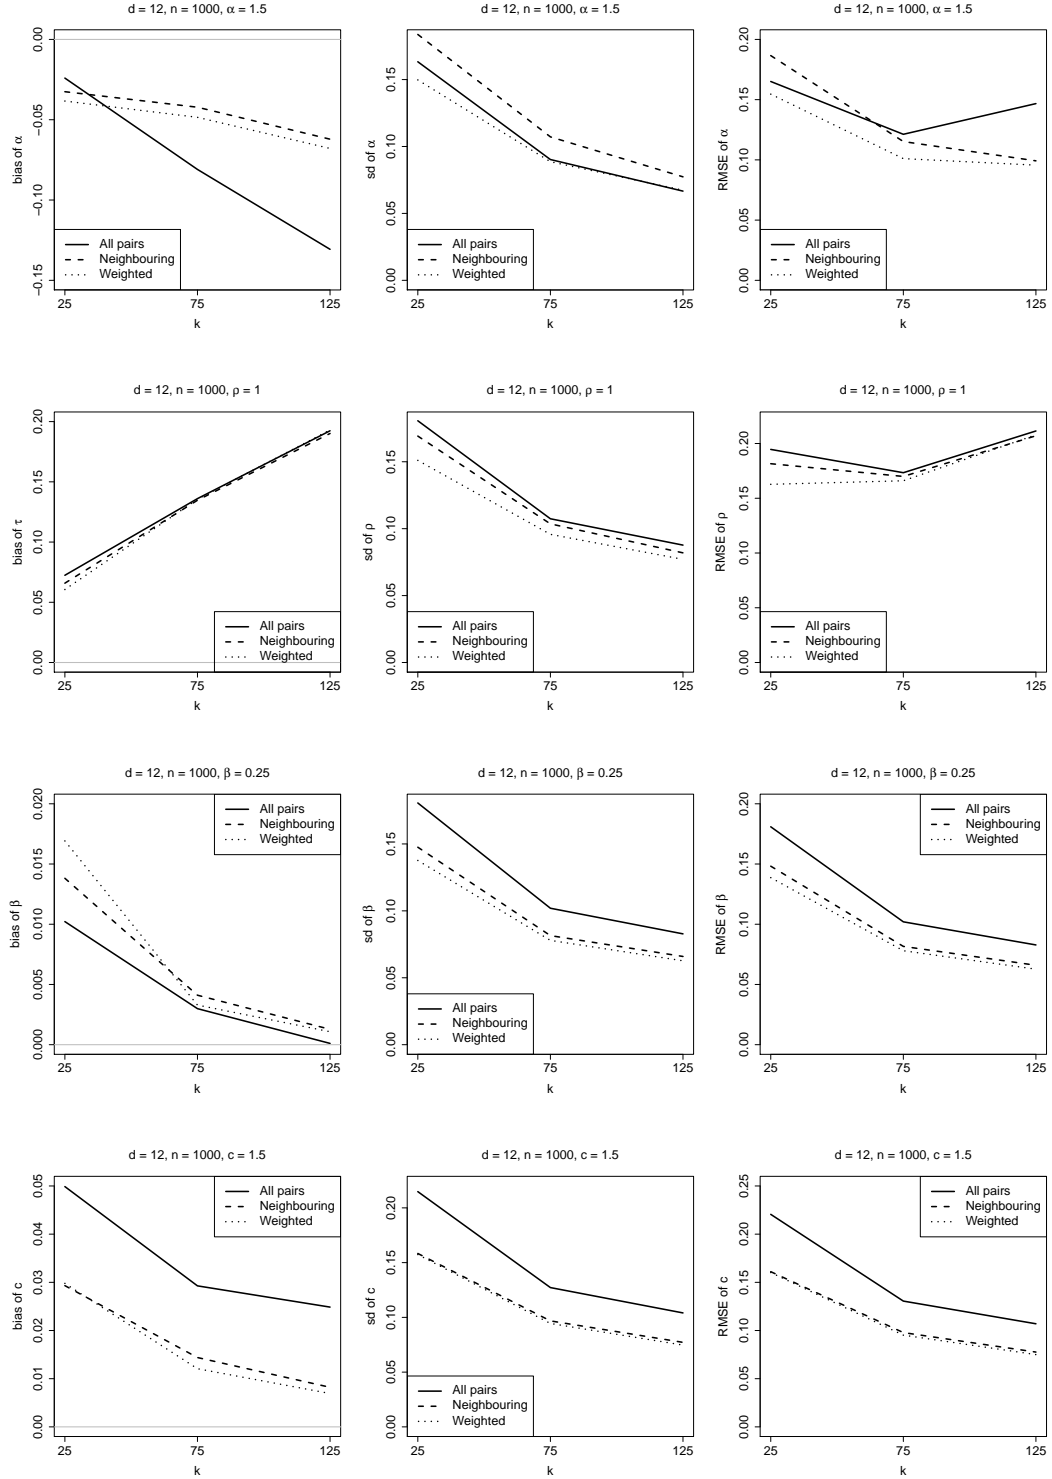 d = 12, n = 1000, α = 1.5
bias of α
0.00
−0.05
−0.10
−0.15
All pairs
Neighbouring
Weighted
25
75
125
k
d = 12, n = 1000, α = 1.5
sd of α
0.15
0.10
0.05
0.00
All pairs
Neighbouring
Weighted
25
75
125
k
d = 12, n = 1000, α = 1.5
RMSE of α
0.20
0.15
0.10
0.05
0.00
All pairs
Neighbouring
Weighted
25
75
125
k
d = 12, n = 1000, ρ = 1
bias of τ
0.20
0.15
0.10
0.05
0.00
All pairs
Neighbouring
Weighted
25
75
125
k
d = 12, n = 1000, ρ = 1
sd of ρ
0.15
0.10
0.05
0.00
All pairs
Neighbouring
Weighted
25
75
125
k
d = 12, n = 1000, ρ = 1
RMSE of ρ
0.20
0.15
0.10
0.05
0.00
All pairs
Neighbouring
Weighted
25
75
125
k
d = 12, n = 1000, β = 0.25
bias of β
0.020
0.015
0.010
0.005
0.000
All pairs
Neighbouring
Weighted
25
75
125
k
d = 12, n = 1000, β = 0.25
sd of β
0.15
0.10
0.05
0.00
All pairs
Neighbouring
Weighted
25
75
125
k
d = 12, n = 1000, β = 0.25
RMSE of β
0.20
0.15
0.10
0.05
0.00
All pairs
Neighbouring
Weighted
25
75
125
k
d = 12, n = 1000, c = 1.5
bias of c
0.05
0.04
0.03
0.02
0.01
0.00
All pairs
Neighbouring
Weighted
25
75
125
k
d = 12, n = 1000, c = 1.5
sd of c
0.20
0.15
0.10
0.05
0.00
All pairs
Neighbouring
Weighted
25
75
125
k
d = 12, n = 1000, c = 1.5
RMSE of c
0.25
0.20
0.15
0.10
0.05
0.00
All pairs
Neighbouring
Weighted
25
75
125
k